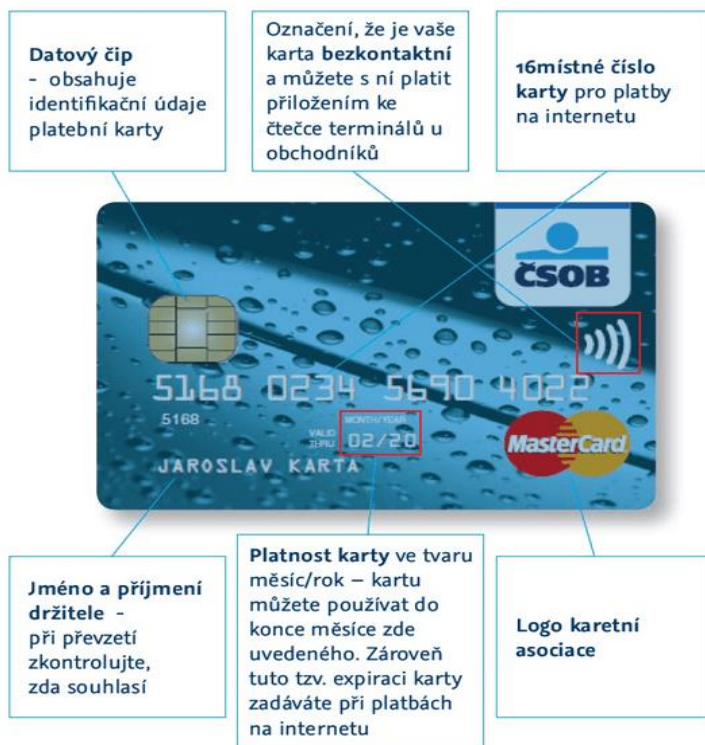 Datový čip
- obsahuje
identifikační údaje
platební karty
Označení, že je vaše
karta bezkontaktní
a můžete s ní platit
přiložením ke
čtečce terminálů u
obchodníků
16místné číslo
karty pro platby
na internetu
ČSOB
5168 0234 5690 4022
5168
MONTH/YEAR
VALID
THRU
02/20
JAROSLAV KARTA
MasterCard
Jméno a příjmení
držitele -
při převzetí
zkontrolujte,
zda souhlasí
Platnost karty ve tvaru
měsíc/rok – kartu
můžete používat do
konce měsíce zde
uvedeného. Zároveň
tuto tzv. expiraci karty
zadáváte při platbách
na internetu
Logo karetní
asociace